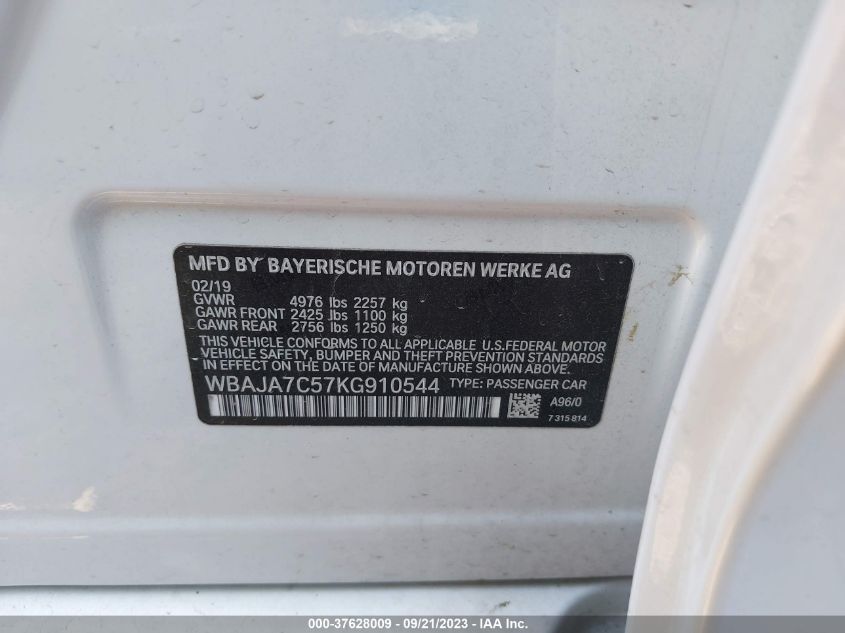 MFD BY BAYERISCHE MOTOREN WERKE AG
02/19
GVWR 4976 lbs 2257 kg
GAWR FRONT 2425 lbs 1100 kg
GAWR REAR 2756 lbs 1250 kg
THIS VEHICLE CONFORMS TO ALL APPLICABLE U.S.FEDERAL MOTOR
VEHICLE SAFETY, BUMPER AND THEFT PREVENTION STANDARDS
IN EFFECT ON THE DATE OF MANUFACTURE SHOWN ABOVE.
WBAJA7C57KG910544 TYPE: PASSENGER CAR
A96/0
7 315 814
000-37628009 - 09/21/2023 - IAA Inc.